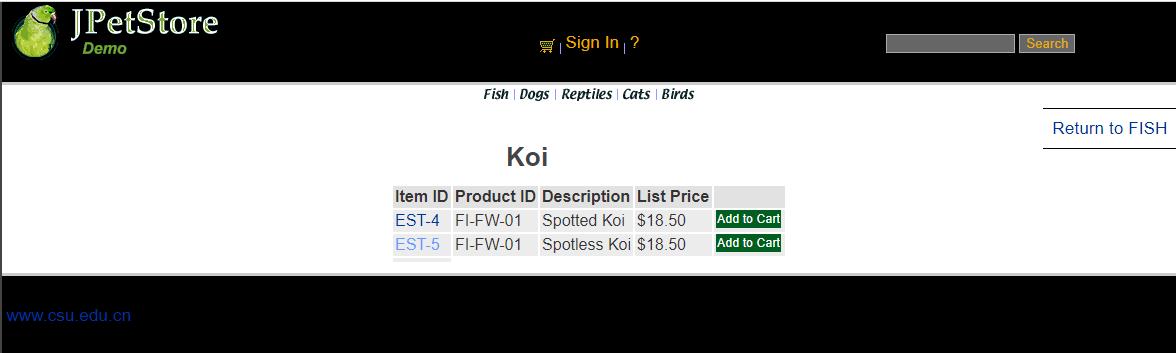 JPetStore
Demo
Sign In | ?
Search
Fish | Dogs | Reptiles | Cats | Birds
Return to FISH
Koi
Item ID Product ID Description List Price
EST-4 FI-FW-01 Spotted Koi $18.50 Add to Cart
EST-5 FI-FW-01 Spotless Koi $18.50 Add to Cart
www.csu.edu.cn